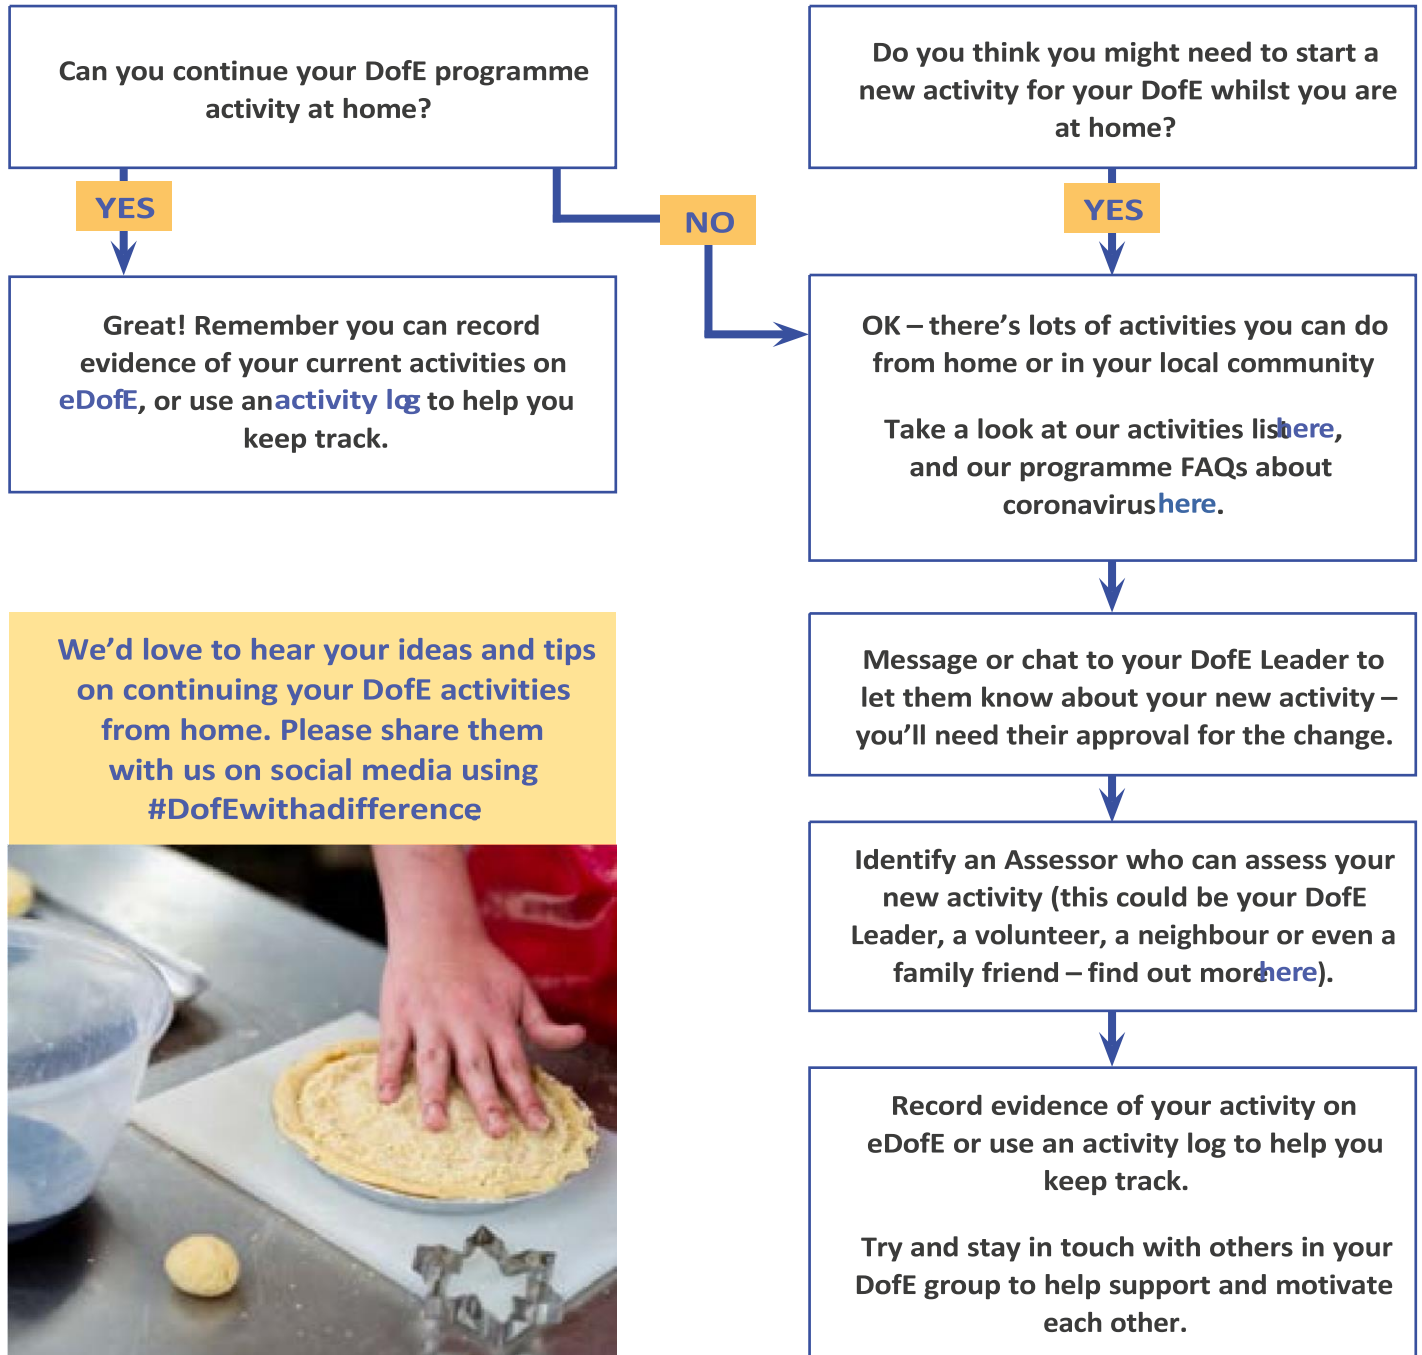 Can you continue your DofE programme
activity at home?
YES
NO
Great! Remember you can record
evidence of your current activities on
eDofE, or use an activity log to help you
keep track.
We’d love to hear your ideas and tips
on continuing your DofE activities
from home. Please share them
with us on social media using
#DofEwithadifference
Do you think you might need to start a
new activity for your DofE whilst you are
at home?
YES
OK – there’s lots of activities you can do
from home or in your local community
Take a look at our activities list here,
and our programme FAQs about
coronavirus here.
Message or chat to your DofE Leader to
let them know about your new activity –
you’ll need their approval for the change.
Identify an Assessor who can assess your
new activity (this could be your DofE
Leader, a volunteer, a neighbour or even a
family friend – find out more here).
Record evidence of your activity on
eDofE or use an activity log to help you
keep track.
Try and stay in touch with others in your
DofE group to help support and motivate
each other.